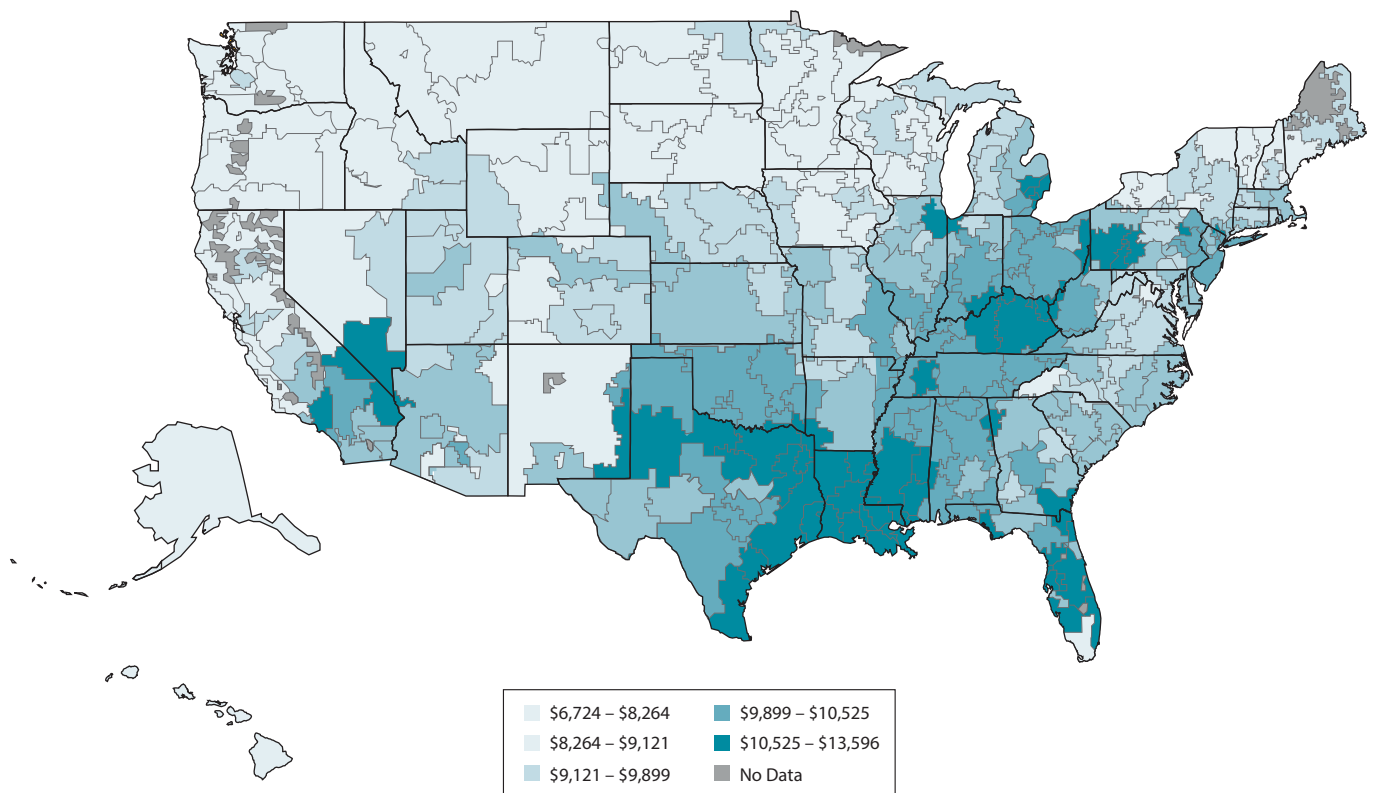 $6,724 – $8,264
$8,264 – $9,121
$9,121 – $9,899
$9,899 – $10,525
$10,525 – $13,596
No Data